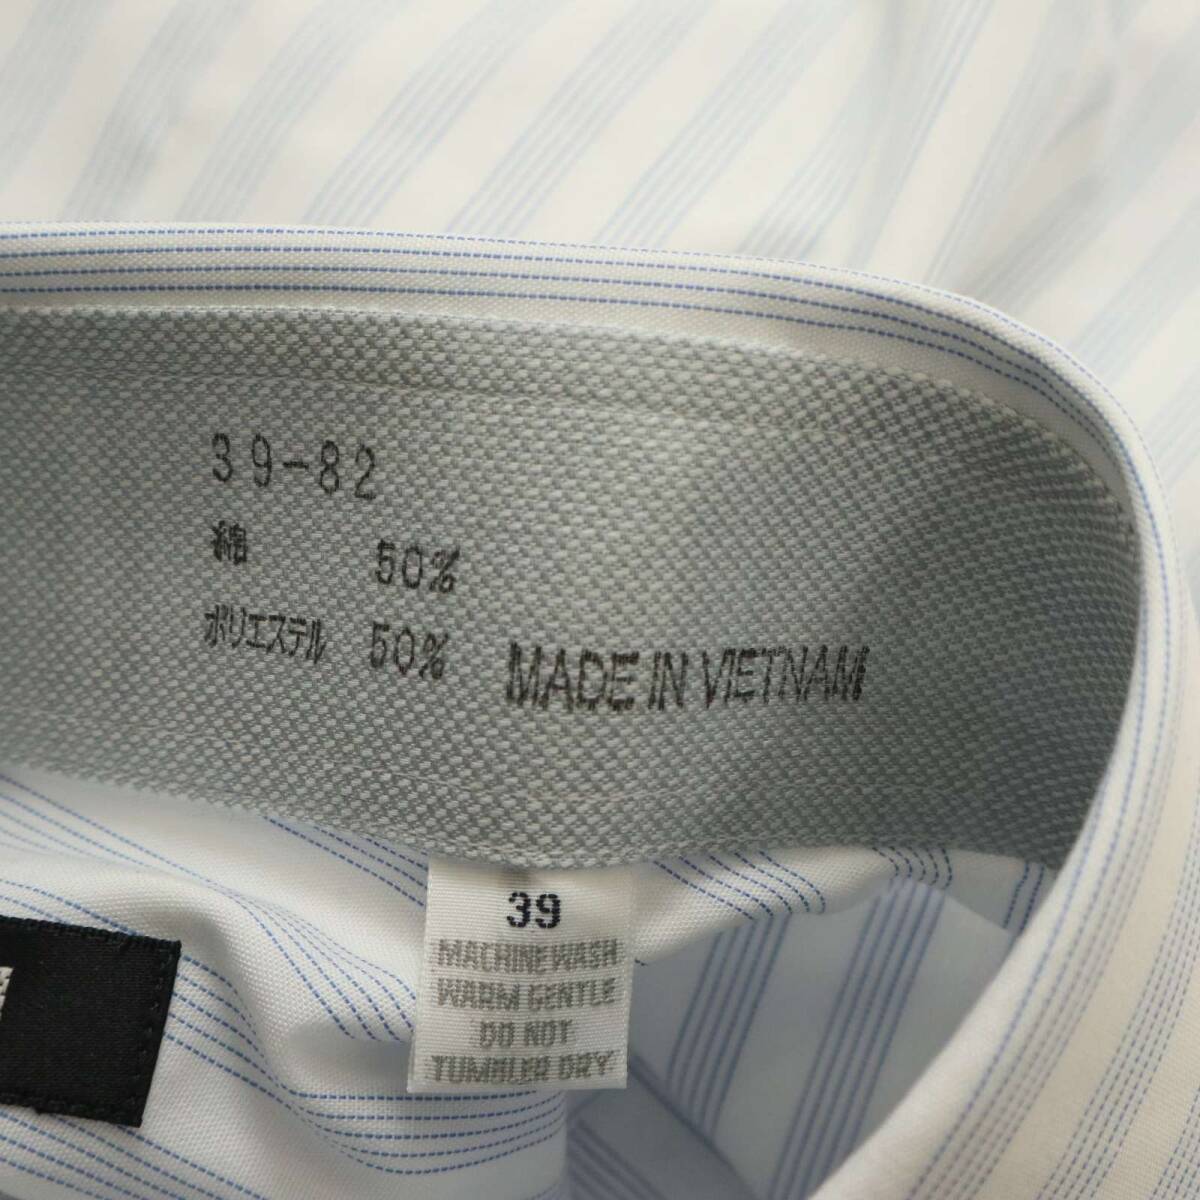 39-82
綿 50%
ポリエステル 50% MADE IN VIETNAM
39
MACHINE WASH
WARM GENTLE
DO NOT
TUMBLER DRY